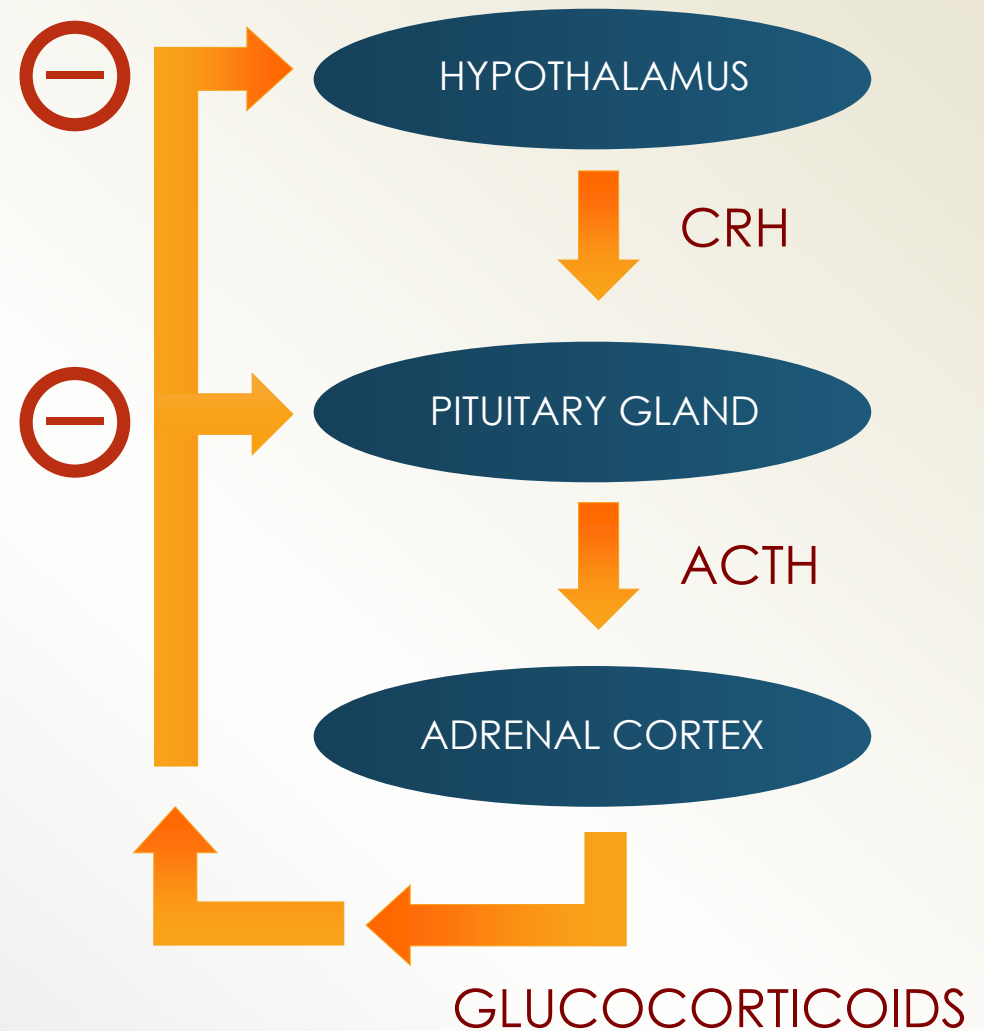 HYPOTHALAMUS
CRH
PITUITARY GLAND
ACTH
ADRENAL CORTEX
GLUCOCORTICOIDS